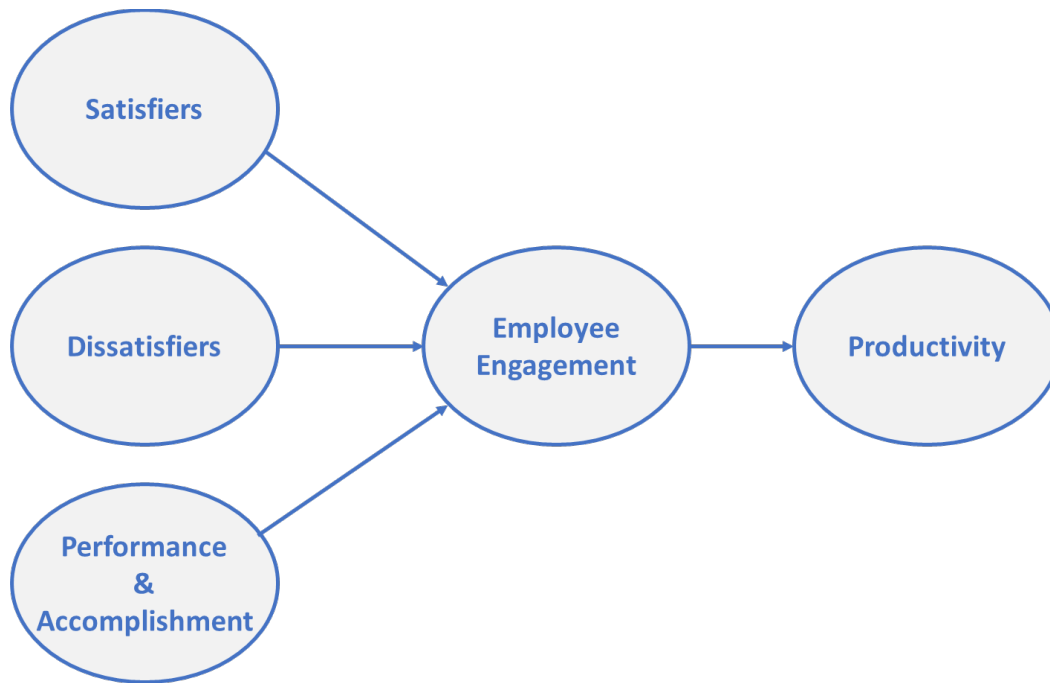 Satisfiers
Dissatisfiers
Performance
&
Accomplishment
Employee
Engagement
Productivity